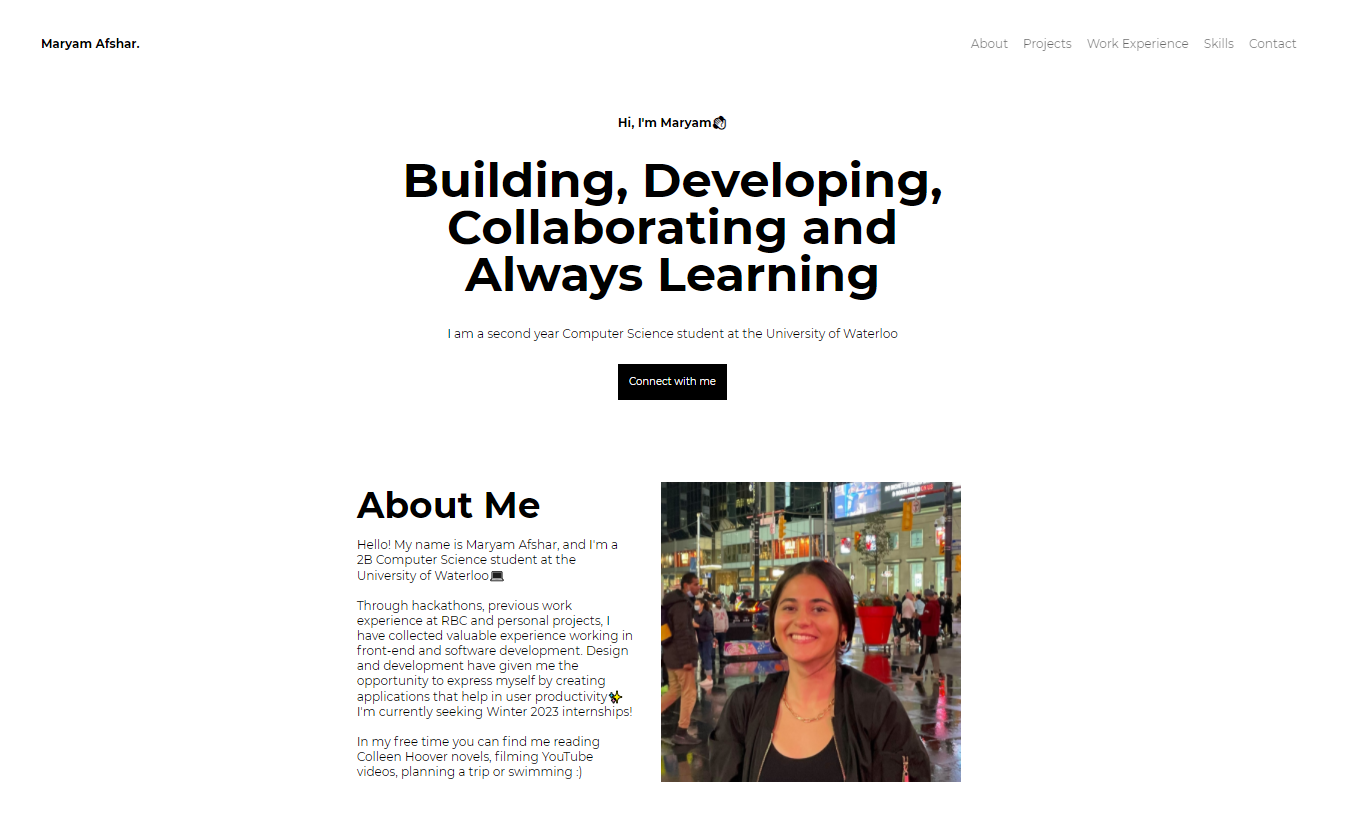 Maryam Afshar.
About Projects Work Experience Skills Contact
Hi, I'm Maryam👋
Building, Developing,
Collaborating and
Always Learning
I am a second year Computer Science student at the University of Waterloo
Connect with me
About Me
Hello! My name is Maryam Afshar, and I'm a
2B Computer Science student at the
University of Waterloo💻
Through hackathons, previous work
experience at RBC and personal projects, I
have collected valuable experience working in
front-end and software development. Design
and development have given me the
opportunity to express myself by creating
applications that help in user productivity✨
I'm currently seeking Winter 2023 internships!
In my free time you can find me reading
Colleen Hoover novels, filming YouTube
videos, planning a trip or swimming :)